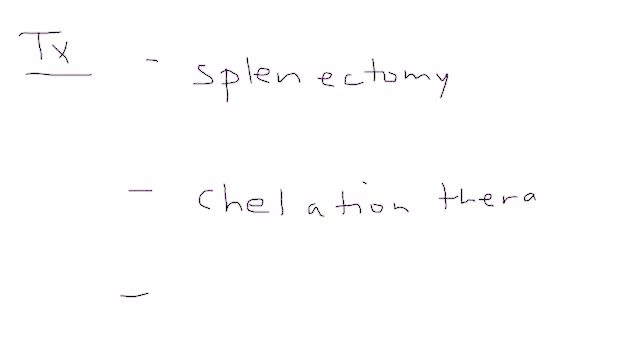 Tx - splenectomy
- chelation thera
-